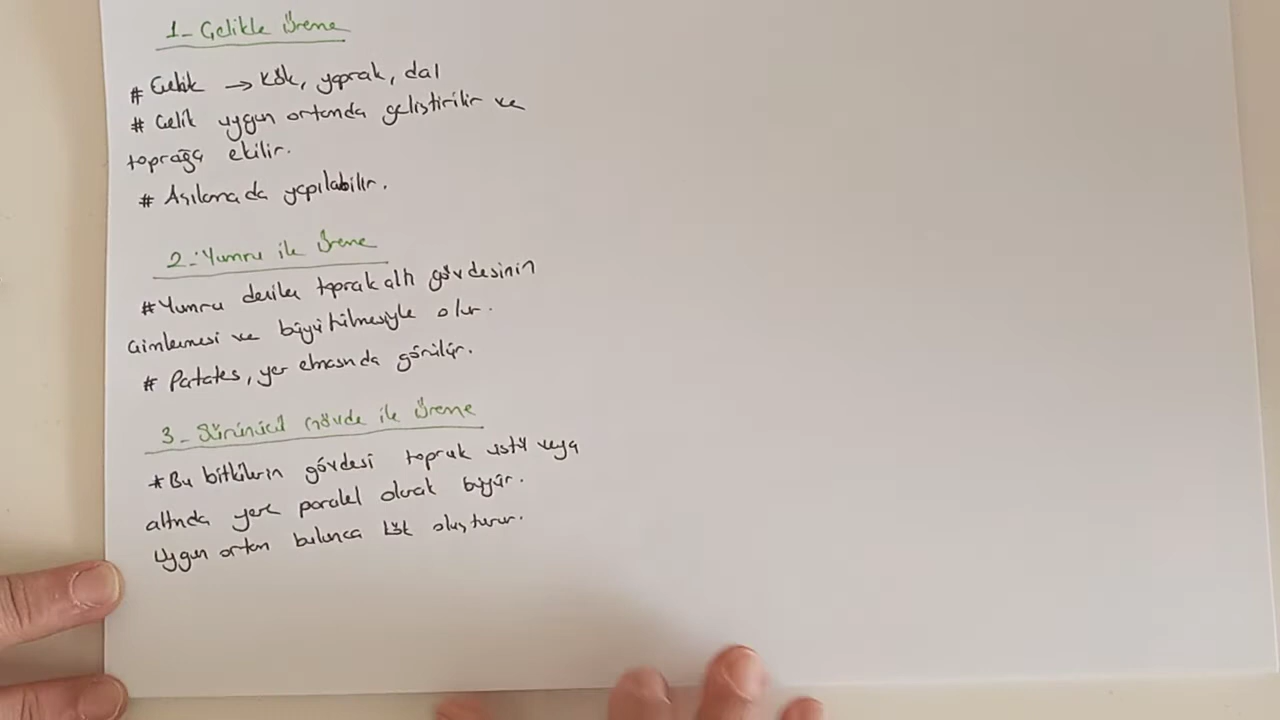 1- Çelikle Üreme
# Çelik → Kök, yaprak, dal
# Çelik uygun ortamda geliştirilir ve
toprağa ekilir.
# Aşılamada yapılabilir.
2- Yumru ile Üreme
# Yumru denilen toprak altı gövdesinin
çimlenmesi ve büyütülmesiyle olur.
# Patates, yer elmasında görülür.
3- Sürünücü Gövde ile Üreme
* Bu bitkilerin gövdesi toprak üstü veya
altında yere paralel olarak büyür.
Uygun ortam bulunca kök oluşturur.